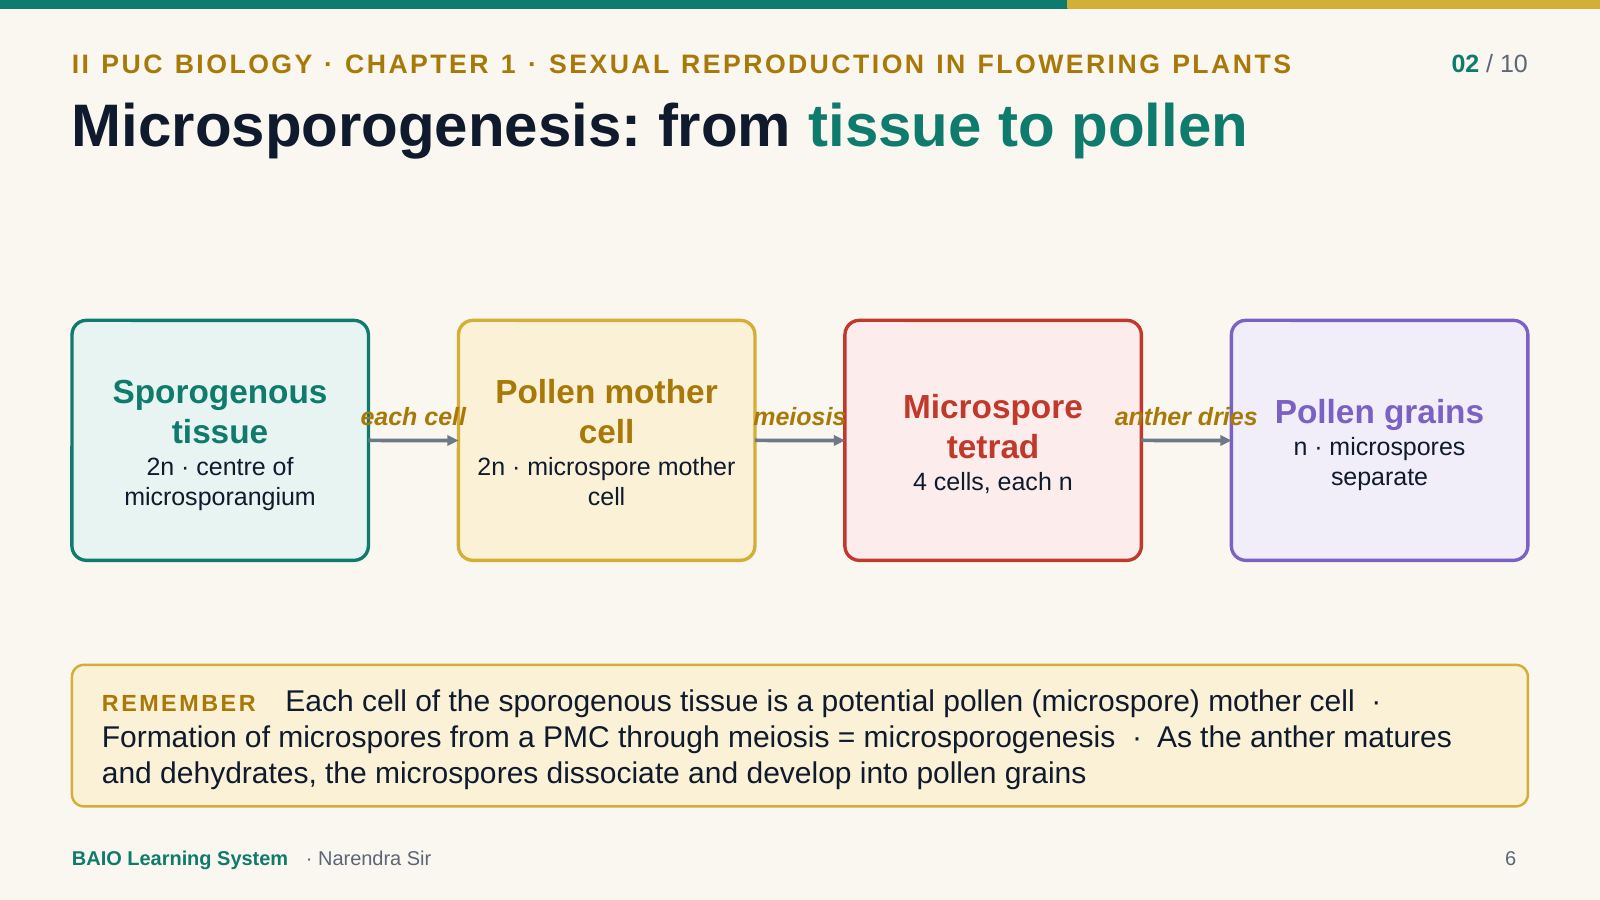 II PUC BIOLOGY · CHAPTER 1 · SEXUAL REPRODUCTION IN FLOWERING PLANTS
02 / 10
Microsporogenesis: from tissue to pollen
Sporogenous
tissue
2n · centre of
microsporangium
each cell
Pollen mother
cell
2n · microspore mother
cell
meiosis
Microspore
tetrad
4 cells, each n
anther dries
Pollen grains
n · microspores
separate
REMEMBER Each cell of the sporogenous tissue is a potential pollen (microspore) mother cell ·
Formation of microspores from a PMC through meiosis = microsporogenesis · As the anther matures
and dehydrates, the microspores dissociate and develop into pollen grains
BAIO Learning System · Narendra Sir
6